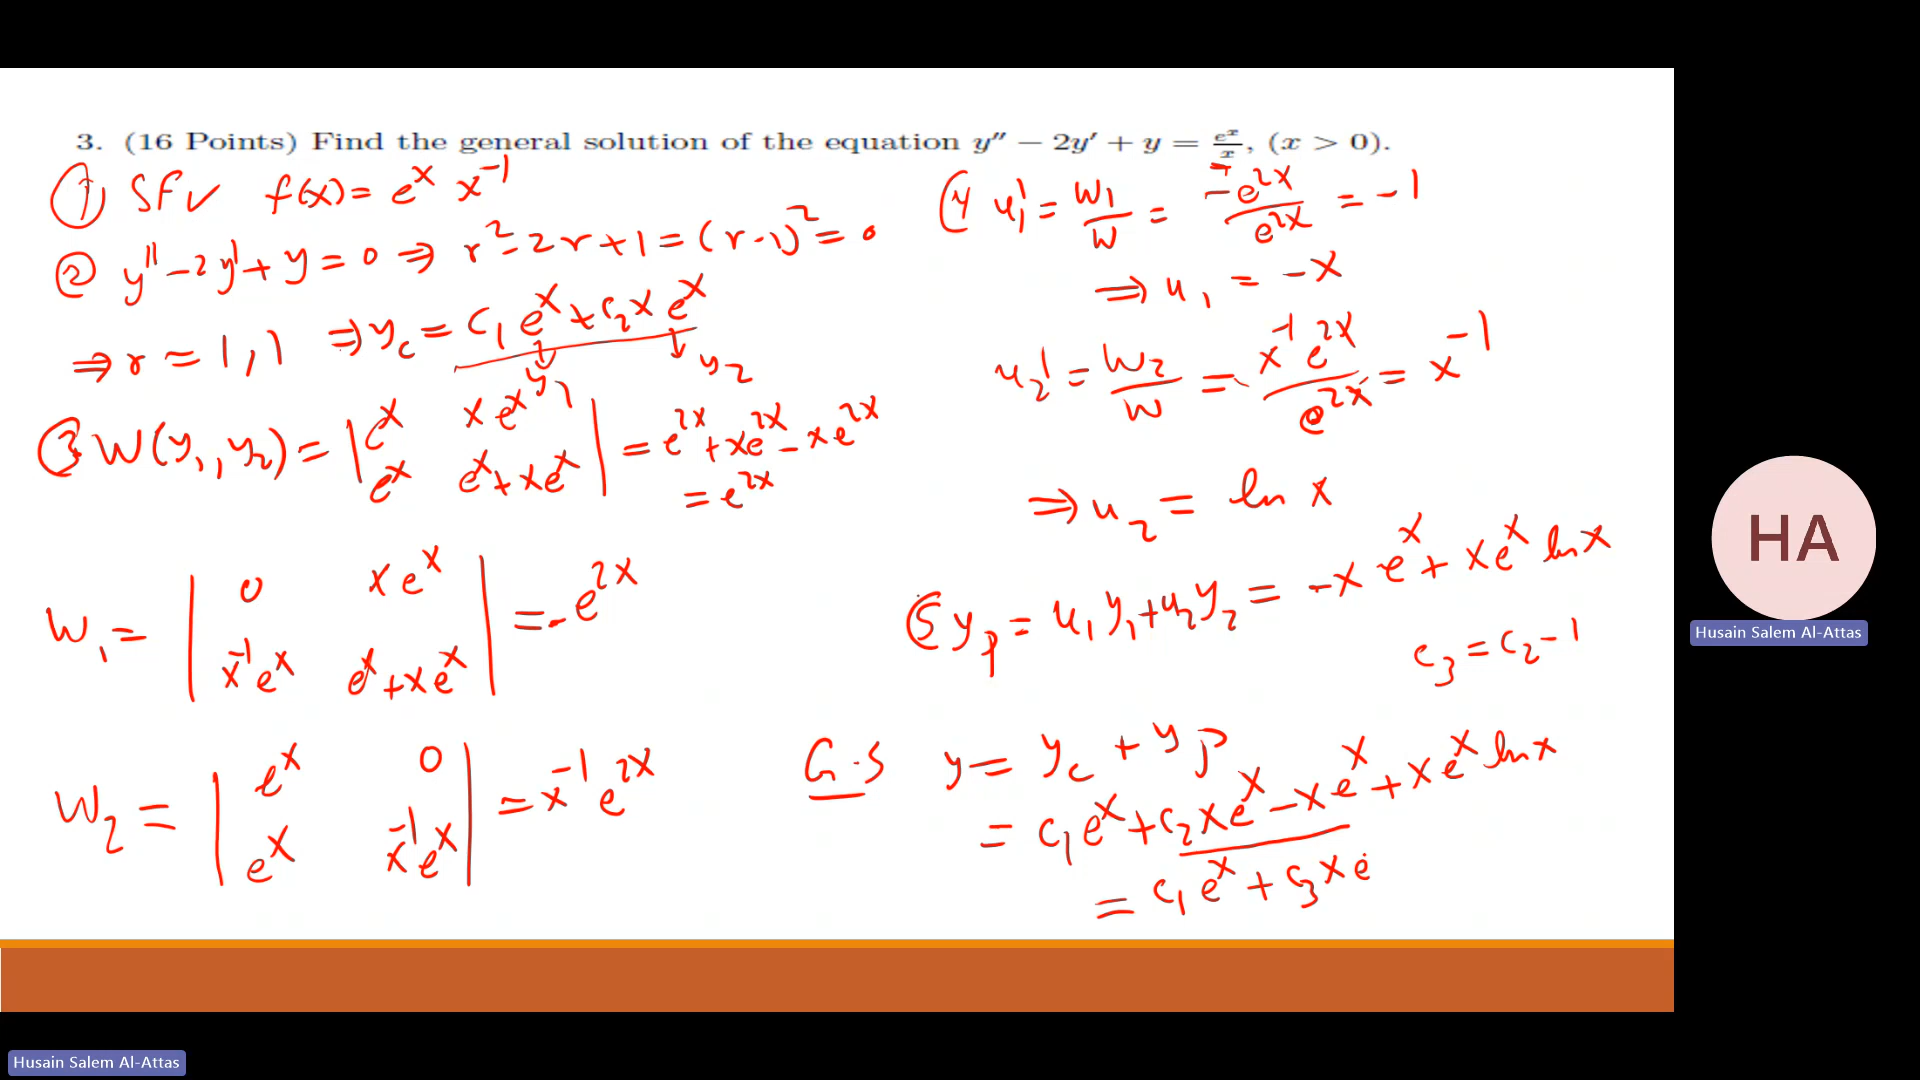 3. (16 Points) Find the general solution of the equation y″ − 2y′ + y = e^x/x, (x > 0).
① SFV f(x) = e^x x^-1
② y'' - 2y' + y = 0 ⇒ r^2 - 2r + 1 = (r-1)^2 = 0
⇒ r = 1, 1 ⇒ y_c = c_1 e^x + c_2 x e^x
y_1
y_2
③ W(y_1, y_2) = | e^x x e^x |
| e^x e^x + x e^x | = e^2x + x e^2x - x e^2x
= e^2x
W_1 = | 0 x e^x |
| x^-1 e^x e^x + x e^x | = - e^2x
W_2 = | e^x 0 |
| e^x x^-1 e^x | = x^-1 e^2x
④ u_1' = W_1/W = -e^2x/e^2x = -1
⇒ u_1 = -x
u_2' = W_2/W = x^-1 e^2x/e^2x = x^-1
⇒ u_2 = ln x
⑤ y_p = u_1 y_1 + u_2 y_2 = -x e^x + x e^x ln x
c_3 = c_2 - 1
G.S y = y_c + y_p
= c_1 e^x + c_2 x e^x - x e^x + x e^x ln x
= c_1 e^x + c_3 x e
HA
Husain Salem Al-Attas
Husain Salem Al-Attas